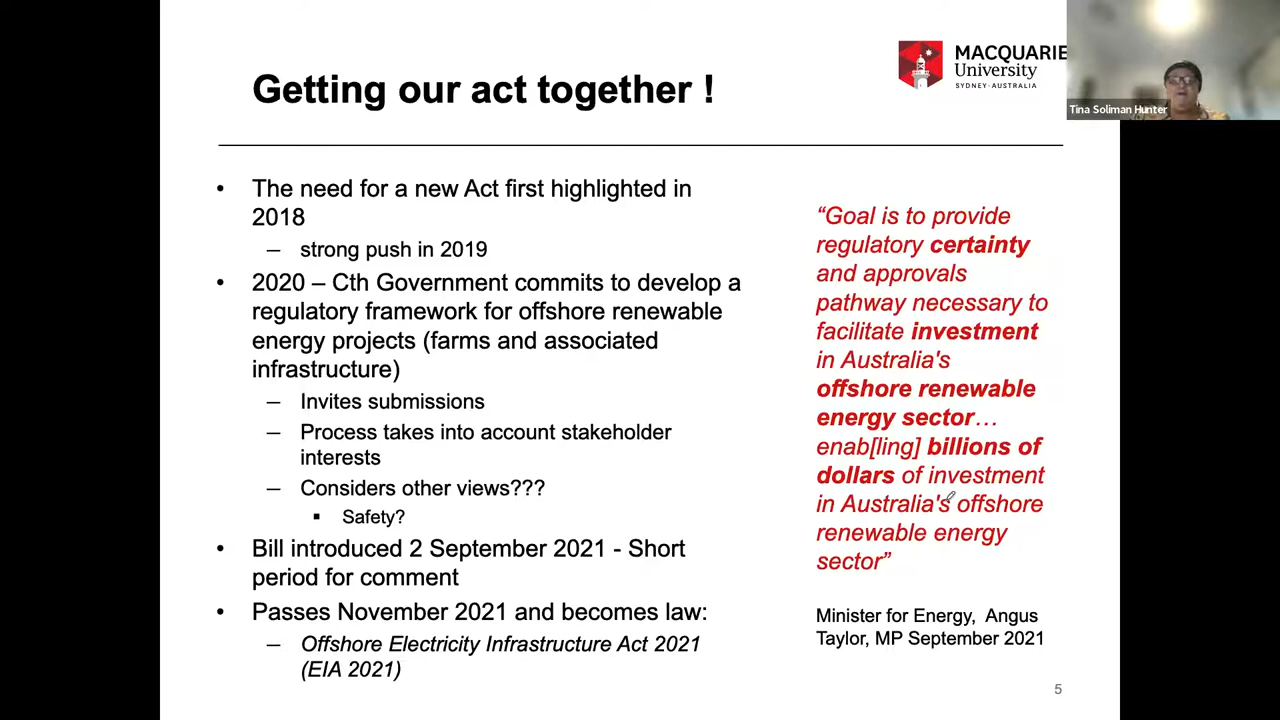 Getting our act together !
MACQUARIE
University
SYDNEY·AUSTRALIA
Tina Soliman Hunter
• The need for a new Act first highlighted in
2018
– strong push in 2019
• 2020 – Cth Government commits to develop a
regulatory framework for offshore renewable
energy projects (farms and associated
infrastructure)
– Invites submissions
– Process takes into account stakeholder
interests
– Considers other views???
▪ Safety?
• Bill introduced 2 September 2021 - Short
period for comment
• Passes November 2021 and becomes law:
– Offshore Electricity Infrastructure Act 2021
(EIA 2021)
“Goal is to provide
regulatory certainty
and approvals
pathway necessary to
facilitate investment
in Australia's
offshore renewable
energy sector…
enab[ling] billions of
dollars of investment
in Australia's offshore
renewable energy
sector”
Minister for Energy, Angus
Taylor, MP September 2021
5